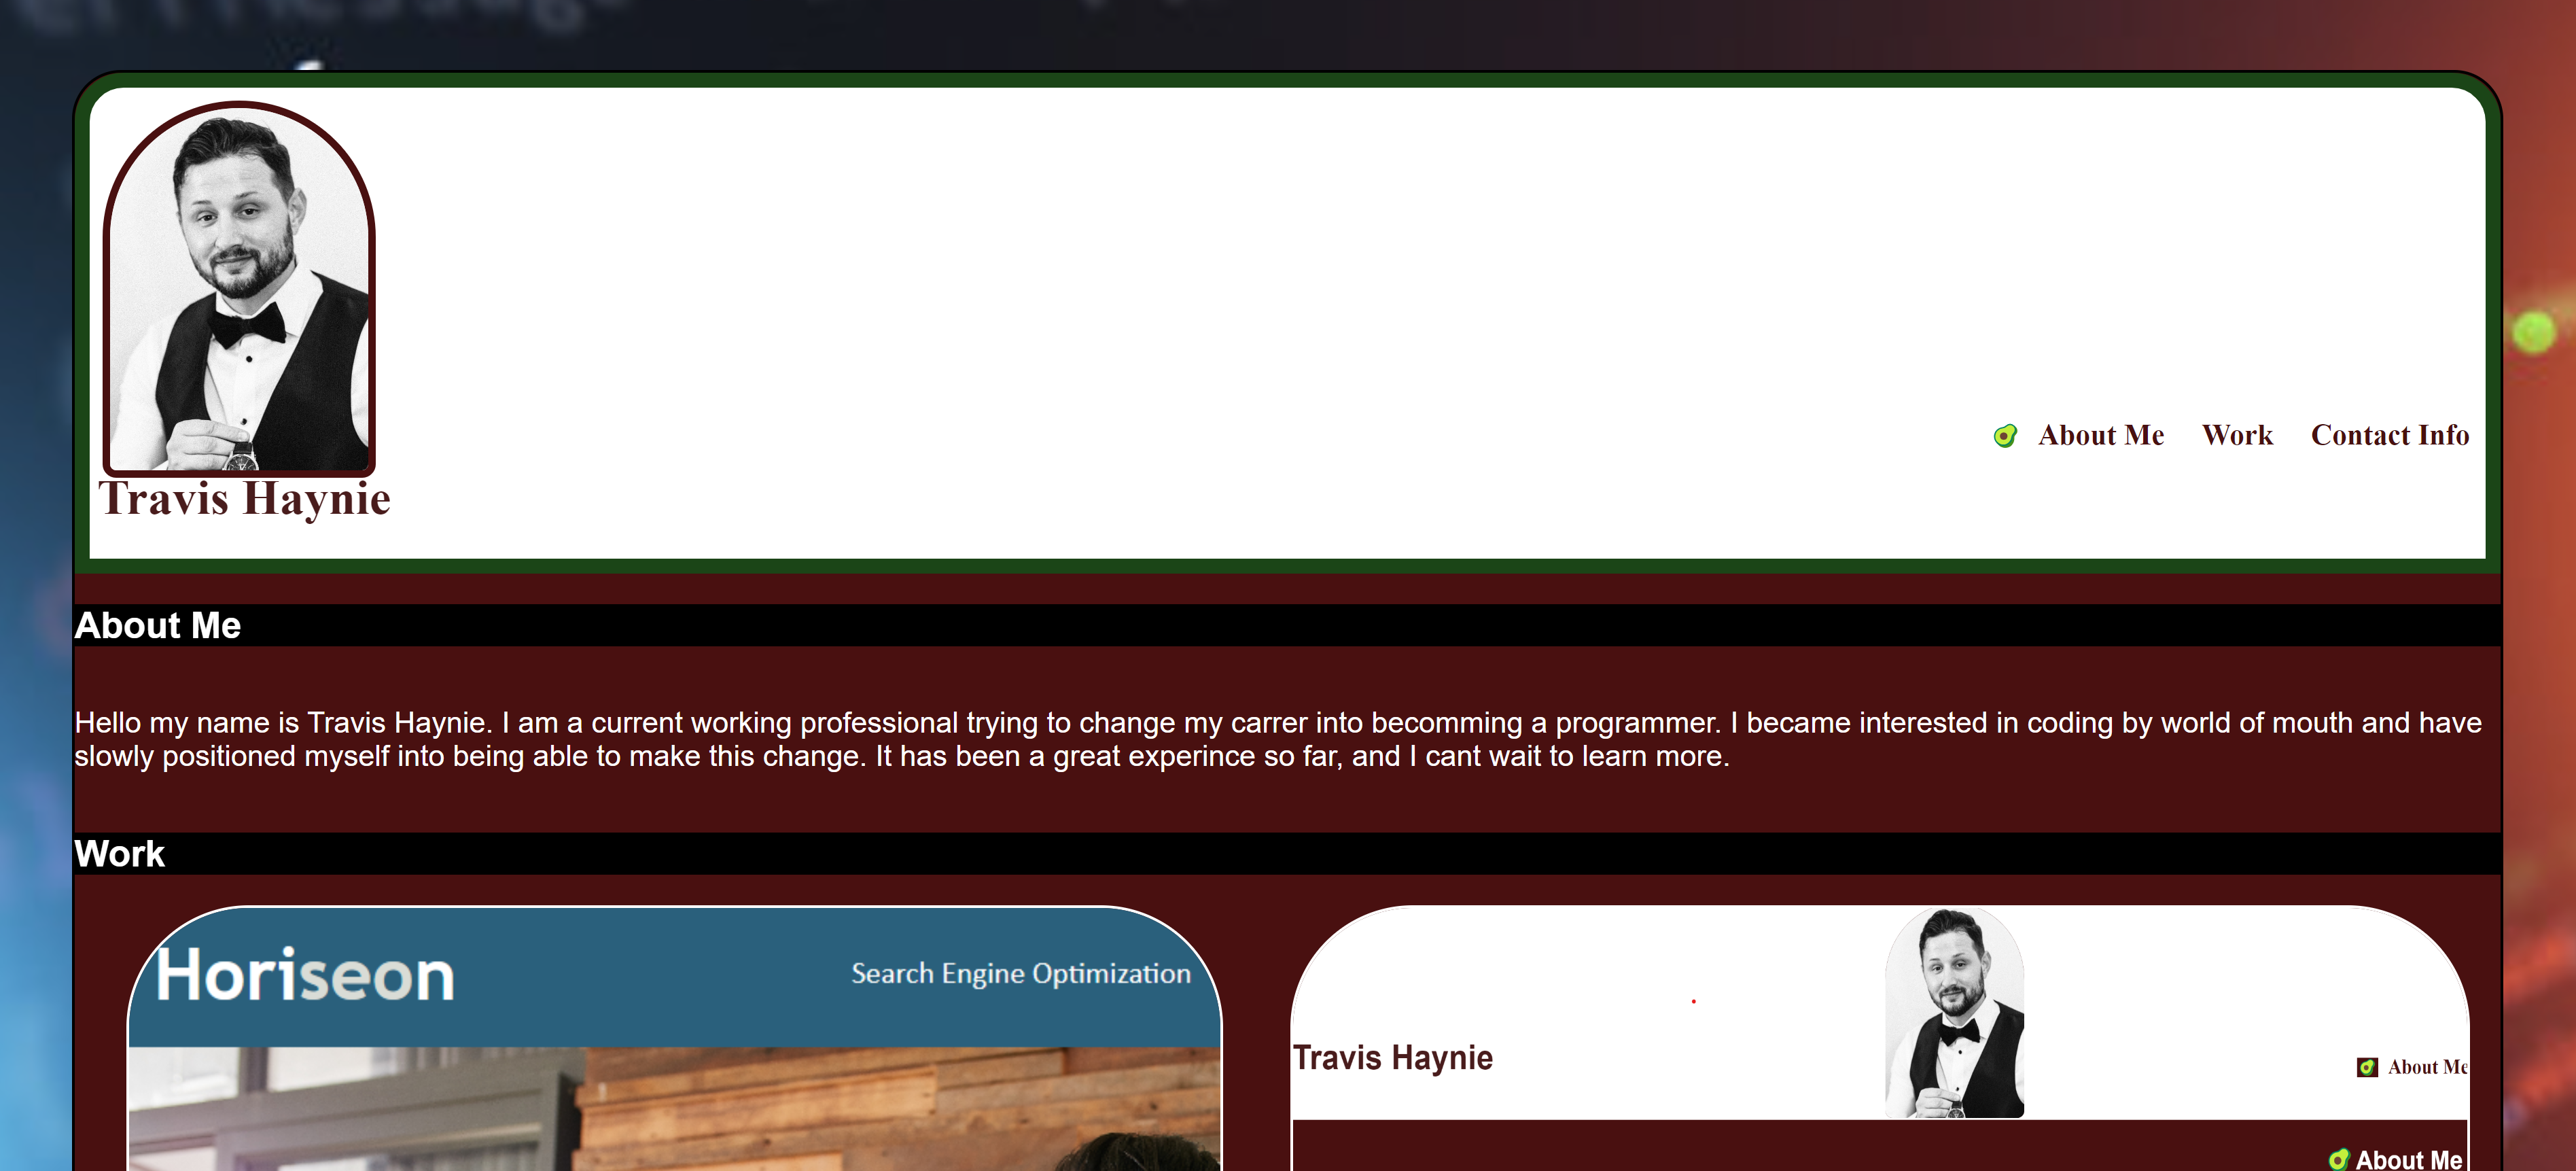 Travis Haynie
About Me Work Contact Info
About Me
Hello my name is Travis Haynie. I am a current working professional trying to change my carrer into becomming a programmer. I became interested in coding by world of mouth and have
slowly positioned myself into being able to make this change. It has been a great experince so far, and I cant wait to learn more.
Work
Horiseon
Search Engine Optimization
Travis Haynie
About Me
About Me